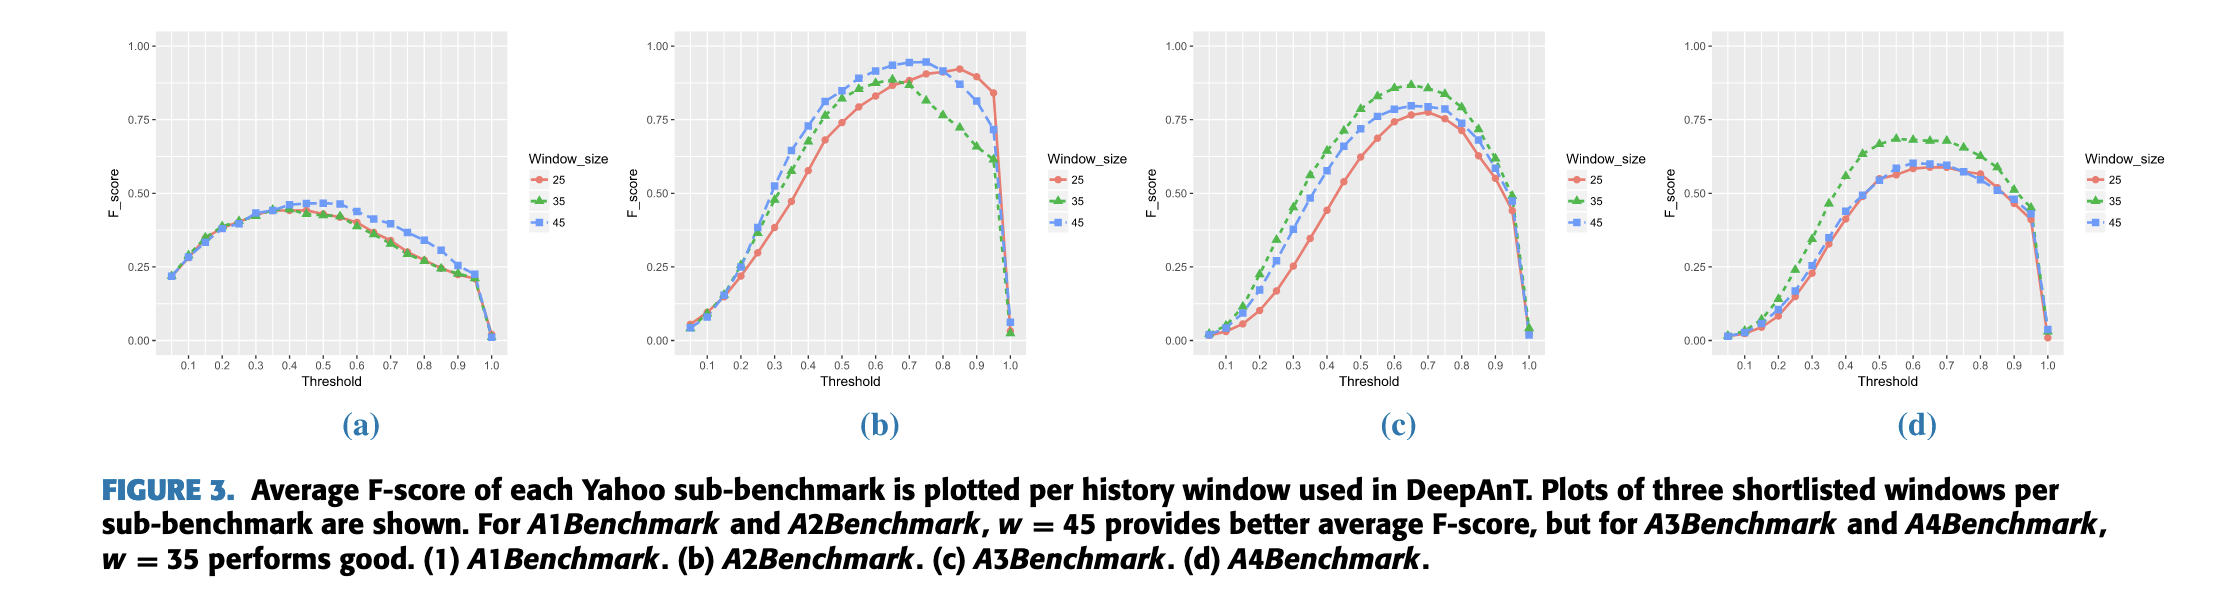 1.00
0.75
0.50
0.25
0.00
F_score
0.1 0.2 0.3 0.4 0.5 0.6 0.7 0.8 0.9 1.0
Threshold
Window_size
25
35
45
(a)
1.00
0.75
0.50
0.25
0.00
F_score
0.1 0.2 0.3 0.4 0.5 0.6 0.7 0.8 0.9 1.0
Threshold
Window_size
25
35
45
(b)
1.00
0.75
0.50
0.25
0.00
F_score
0.1 0.2 0.3 0.4 0.5 0.6 0.7 0.8 0.9 1.0
Threshold
Window_size
25
35
45
(c)
1.00
0.75
0.50
0.25
0.00
F_score
0.1 0.2 0.3 0.4 0.5 0.6 0.7 0.8 0.9 1.0
Threshold
Window_size
25
35
45
(d)
FIGURE 3. Average F-score of each Yahoo sub-benchmark is plotted per history window used in DeepAnT. Plots of three shortlisted windows per
sub-benchmark are shown. For A1Benchmark and A2Benchmark, w = 45 provides better average F-score, but for A3Benchmark and A4Benchmark,
w = 35 performs good. (1) A1Benchmark. (b) A2Benchmark. (c) A3Benchmark. (d) A4Benchmark.